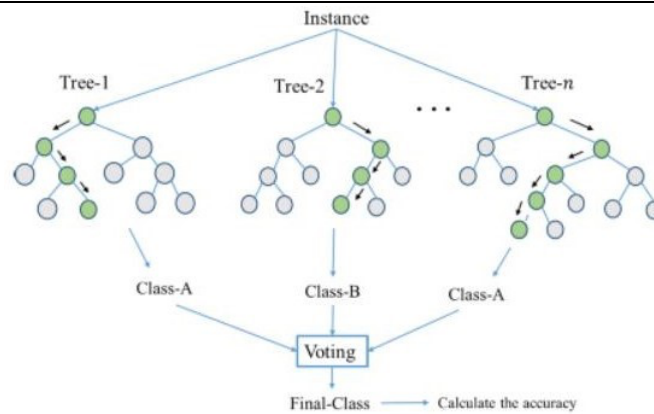 Instance
Tree-1
Tree-2
Tree-n
...
Class-A
Class-B
Class-A
Voting
Final-Class
Calculate the accuracy